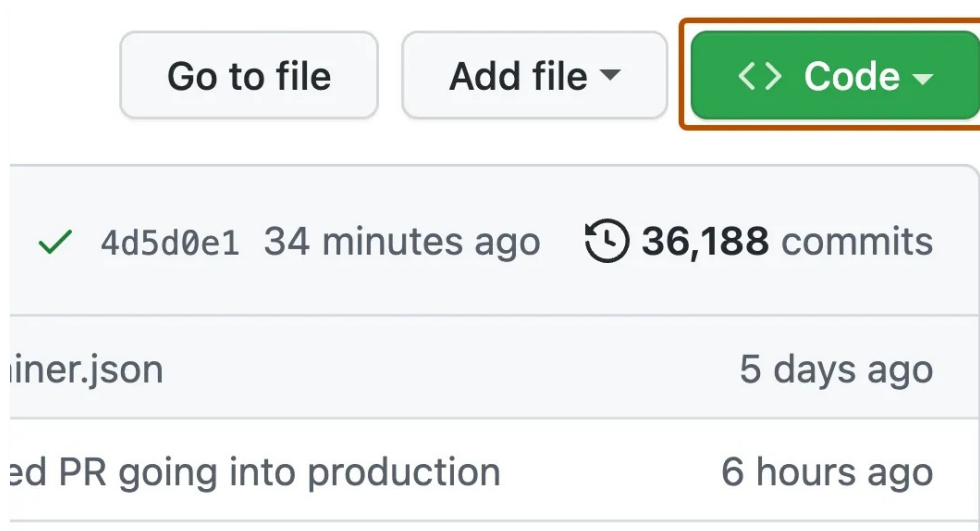 Go to file Add file <> Code
4d5d0e1 34 minutes ago 36,188 commits
iner.json 5 days ago
ed PR going into production 6 hours ago